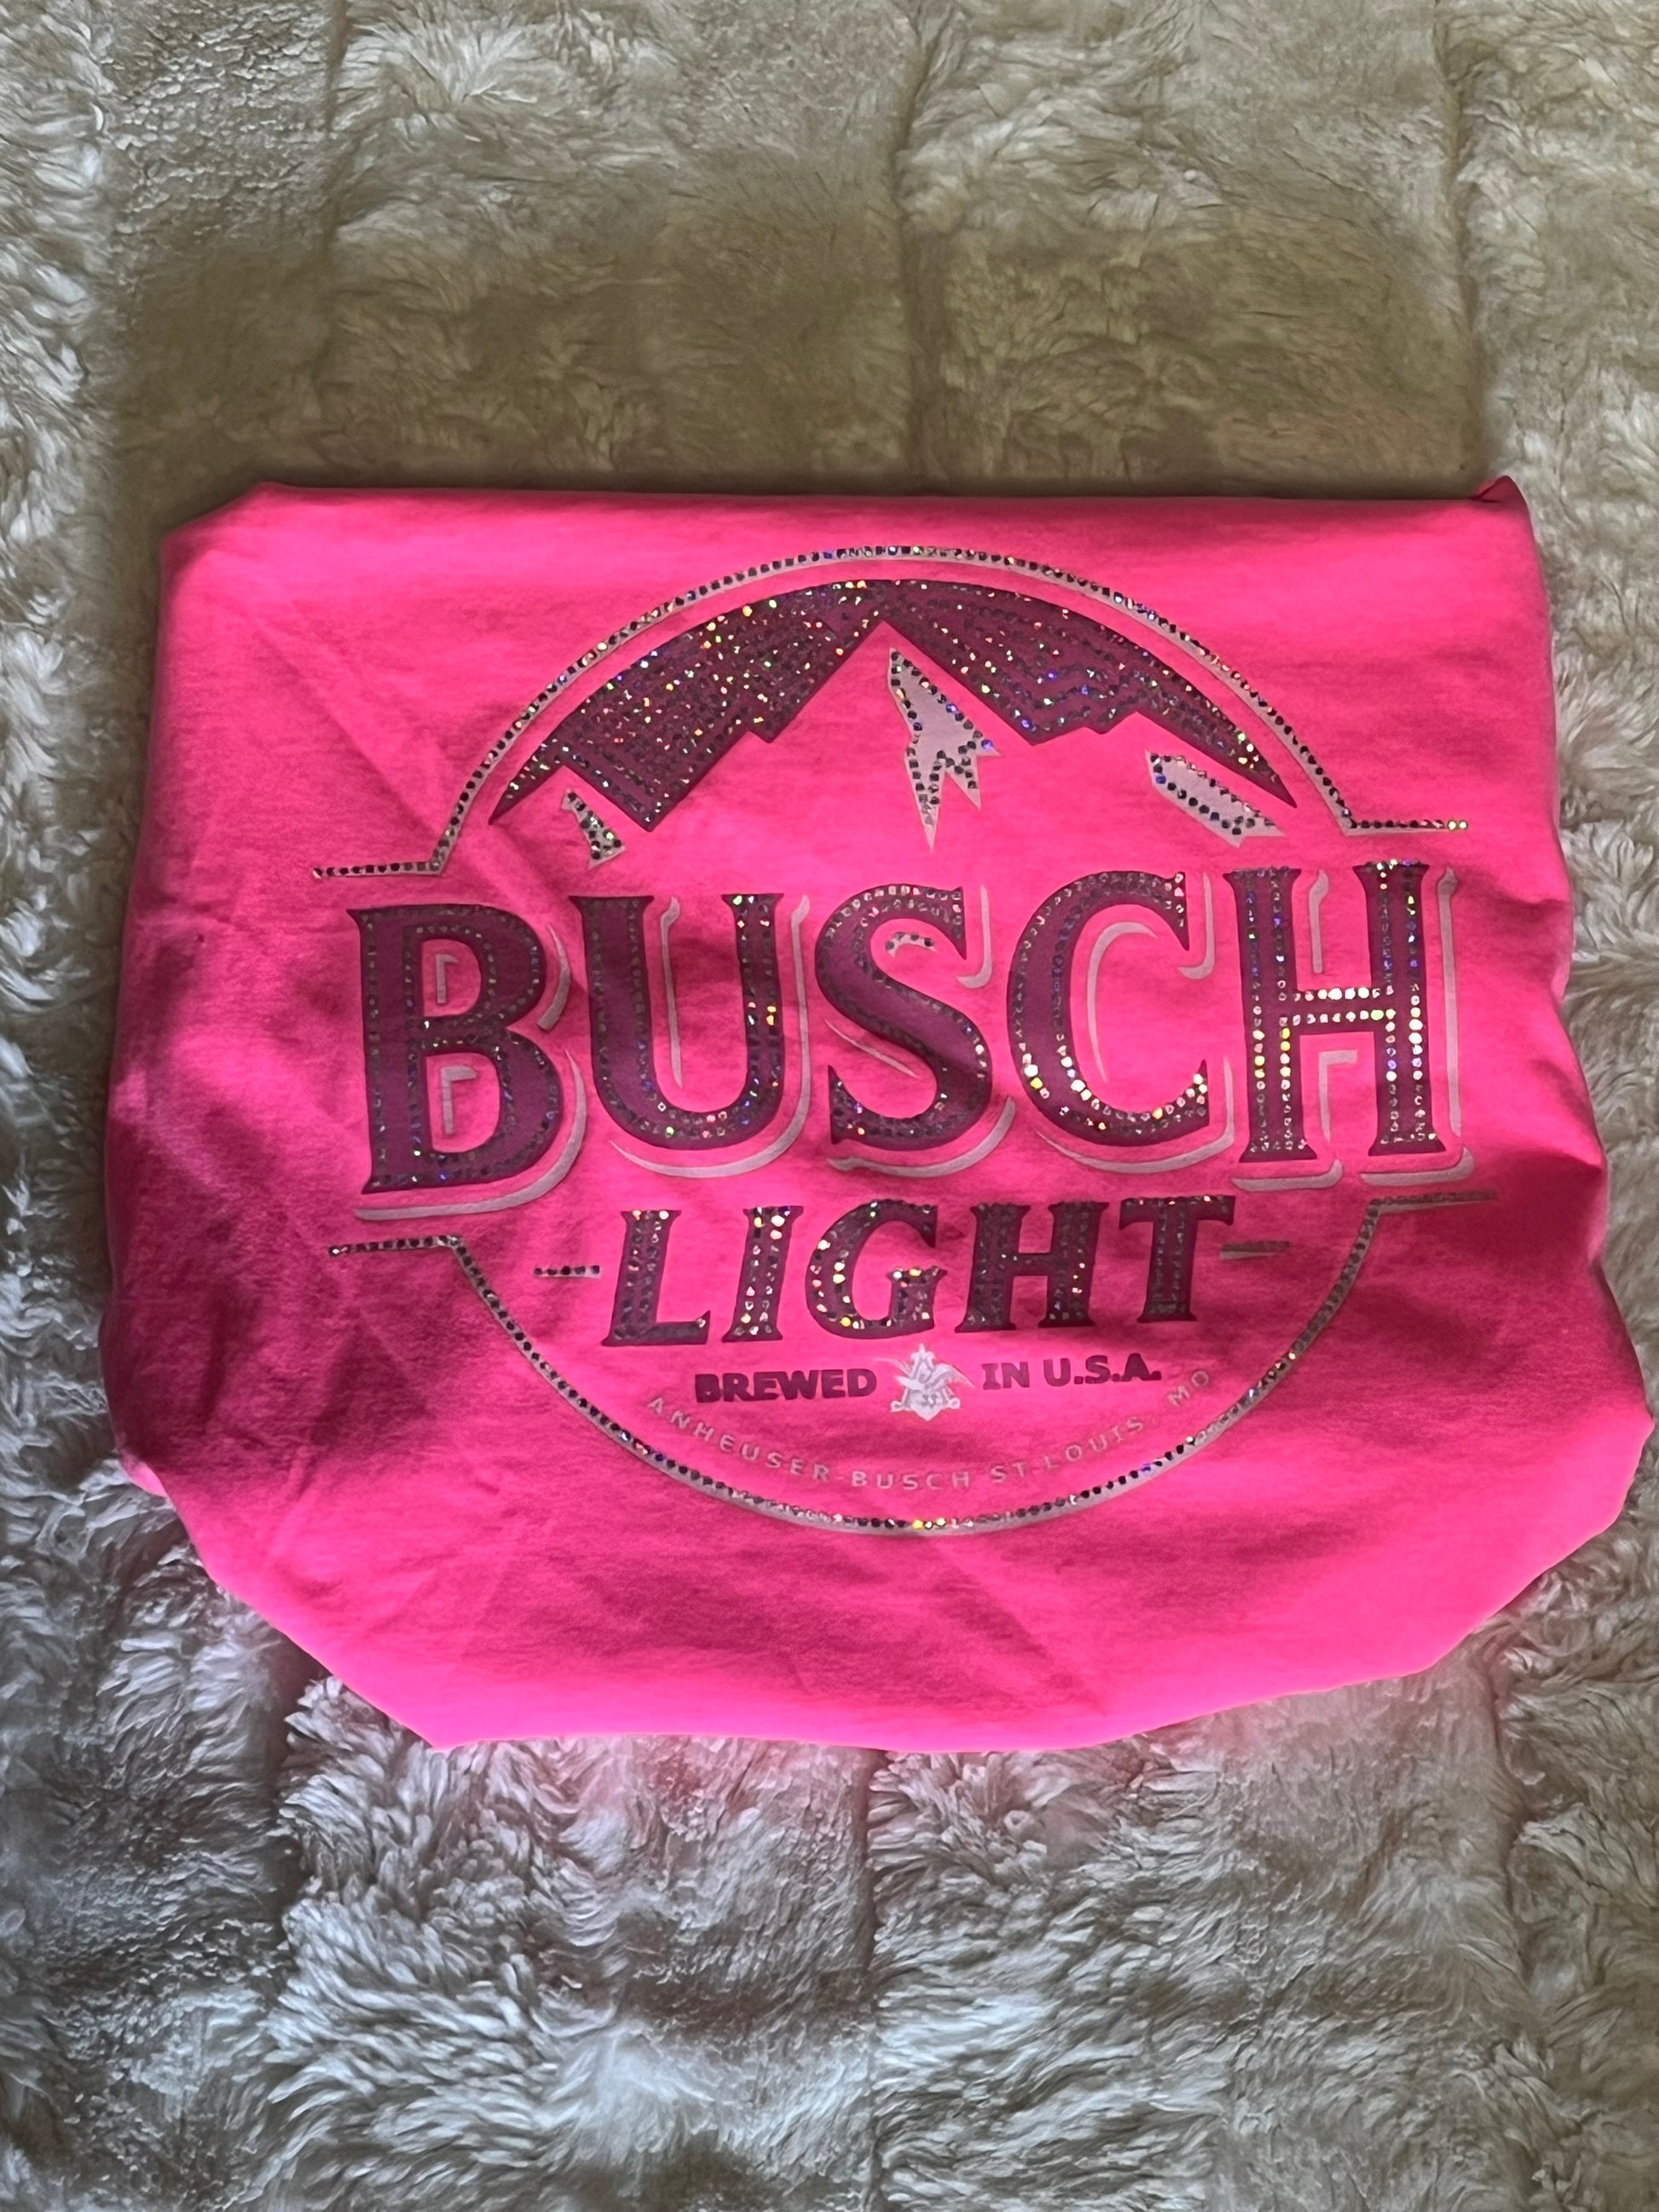 BUSCH
LIGHT
BREWED IN U.S.A.
ANHEUSER-BUSCH ST. LOUIS, MO